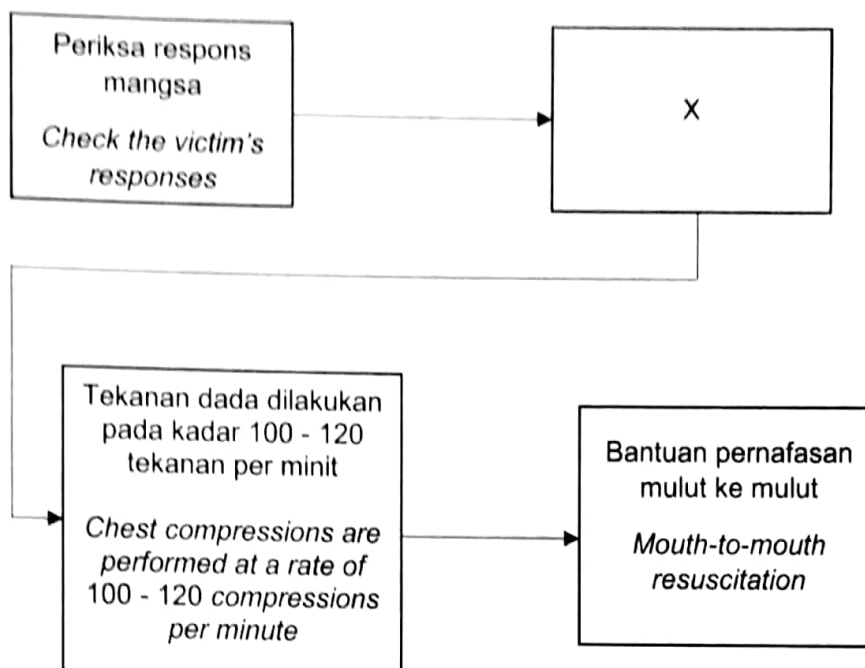 Periksa respons
mangsa
Check the victim's
responses
X
Tekanan dada dilakukan
pada kadar 100 - 120
tekanan per minit
Chest compressions are
performed at a rate of
100 - 120 compressions
per minute
Bantuan pernafasan
mulut ke mulut
Mouth-to-mouth
resuscitation